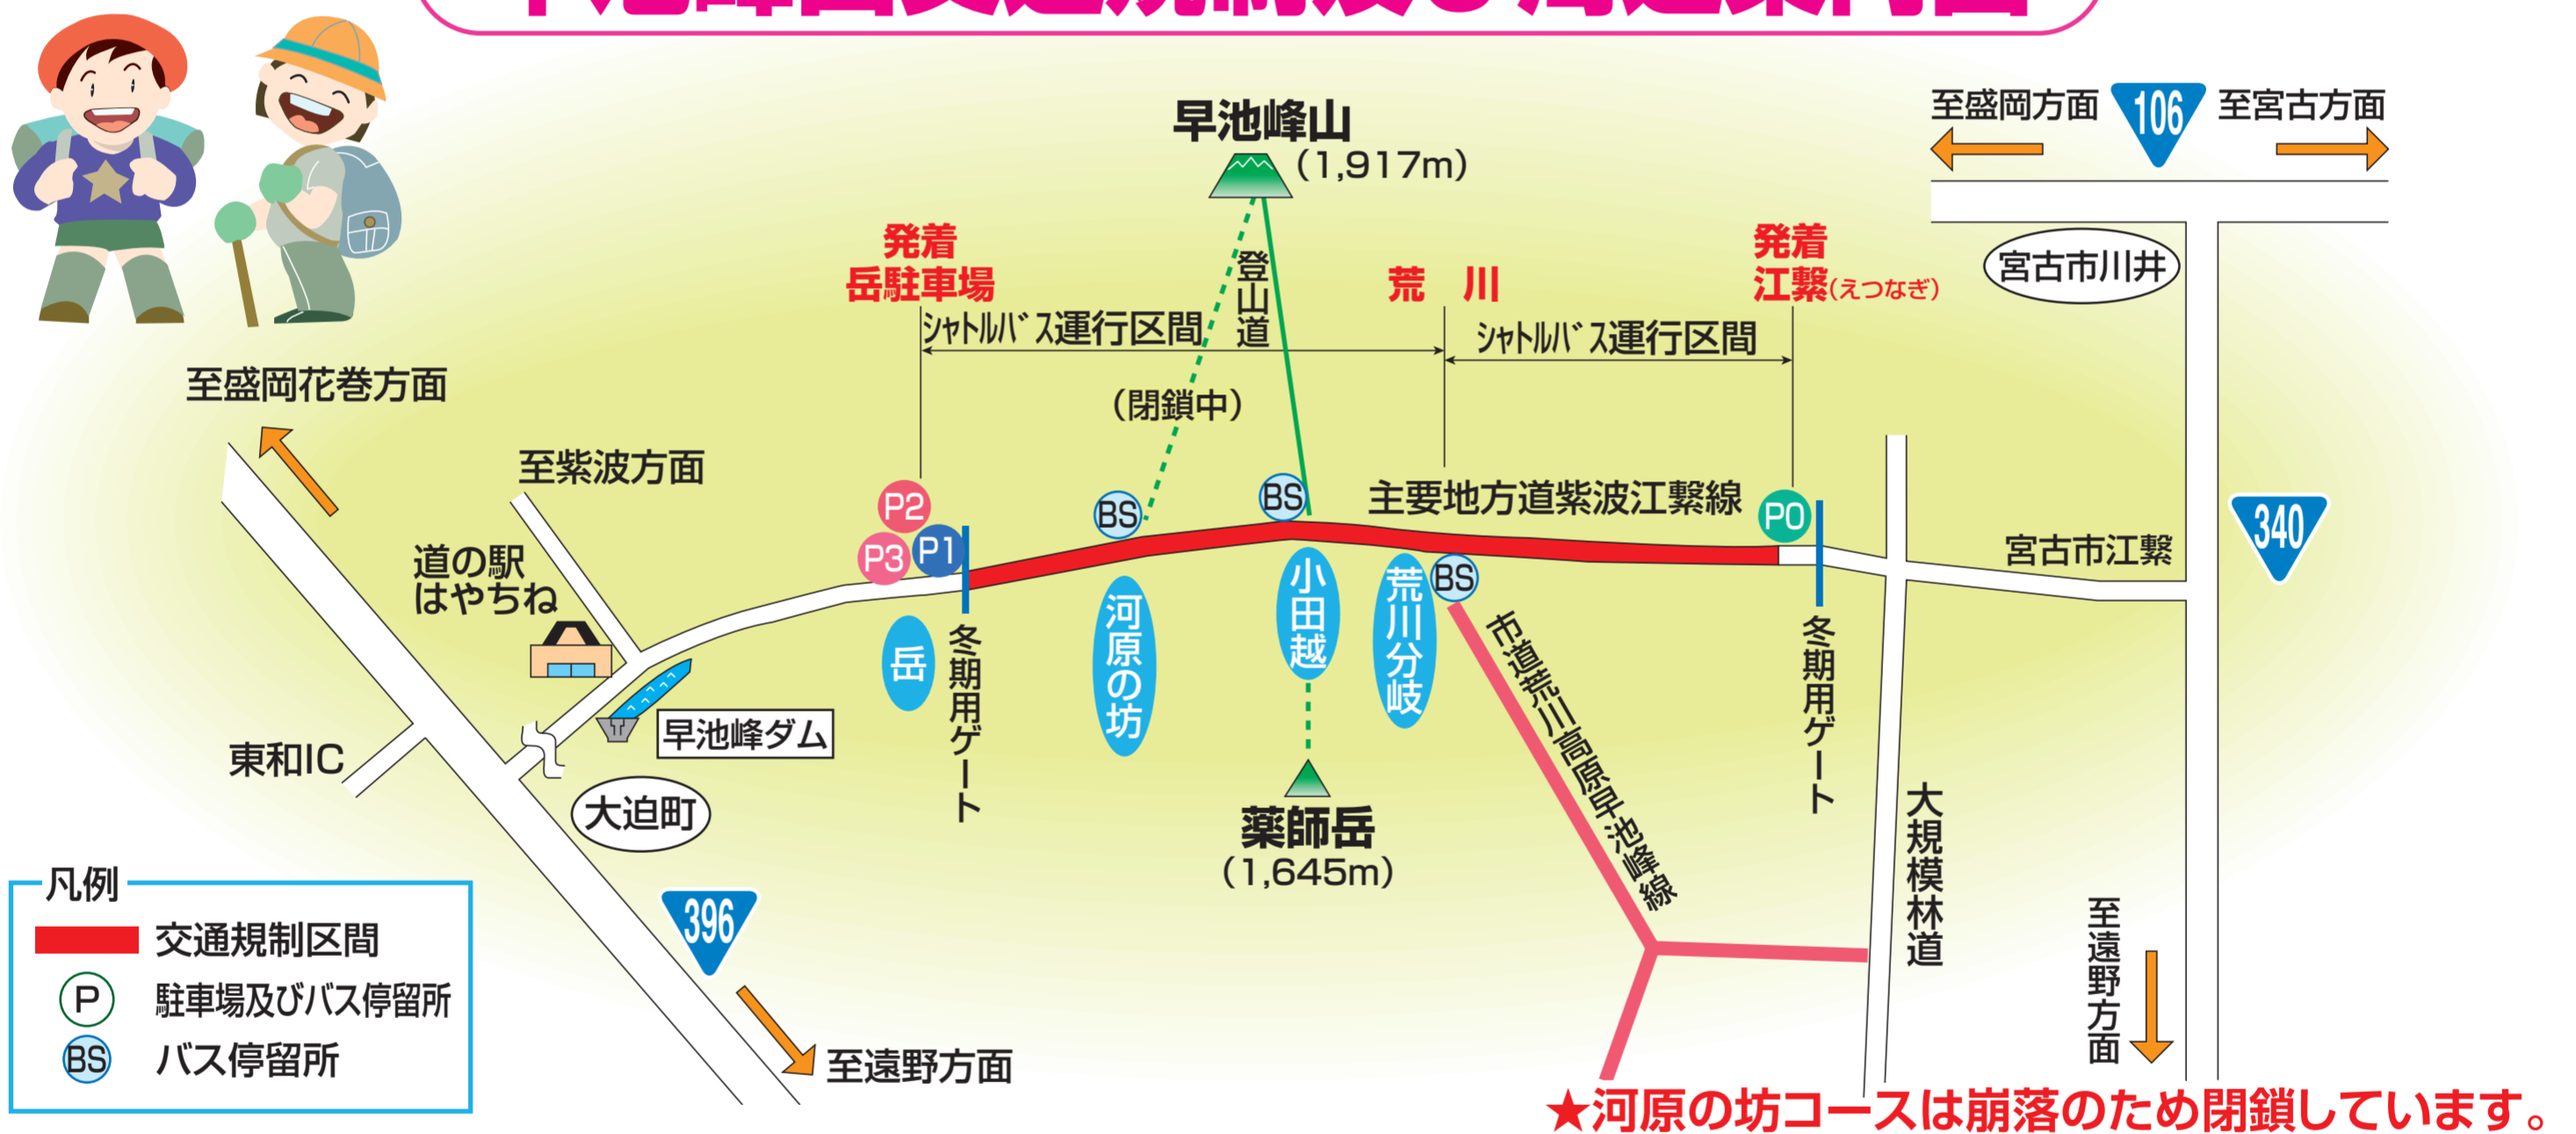 早池峰山
(1,917m)
至盛岡方面
106
至宮古方面
宮古市川井
発着
岳駐車場
荒 川
発着
江繋(えつなぎ)
シャトルバス運行区間
登山道
シャトルバス運行区間
(閉鎖中)
至盛岡花巻方面
至紫波方面
道の駅
はやちね
P2
P3
P1
BS
BS
主要地方道紫波江繋線
P0
340
宮古市江繋
岳
冬期用ゲート
河原の坊
小田越
荒川分岐
BS
市道荒川高原早池峰線
冬期用ゲート
早池峰ダム
東和IC
大迫町
薬師岳
(1,645m)
大規模林道
396
至遠野方面
至遠野方面
凡例
交通規制区間
P 駐車場及びバス停留所
BS バス停留所
★河原の坊コースは崩落のため閉鎖しています。